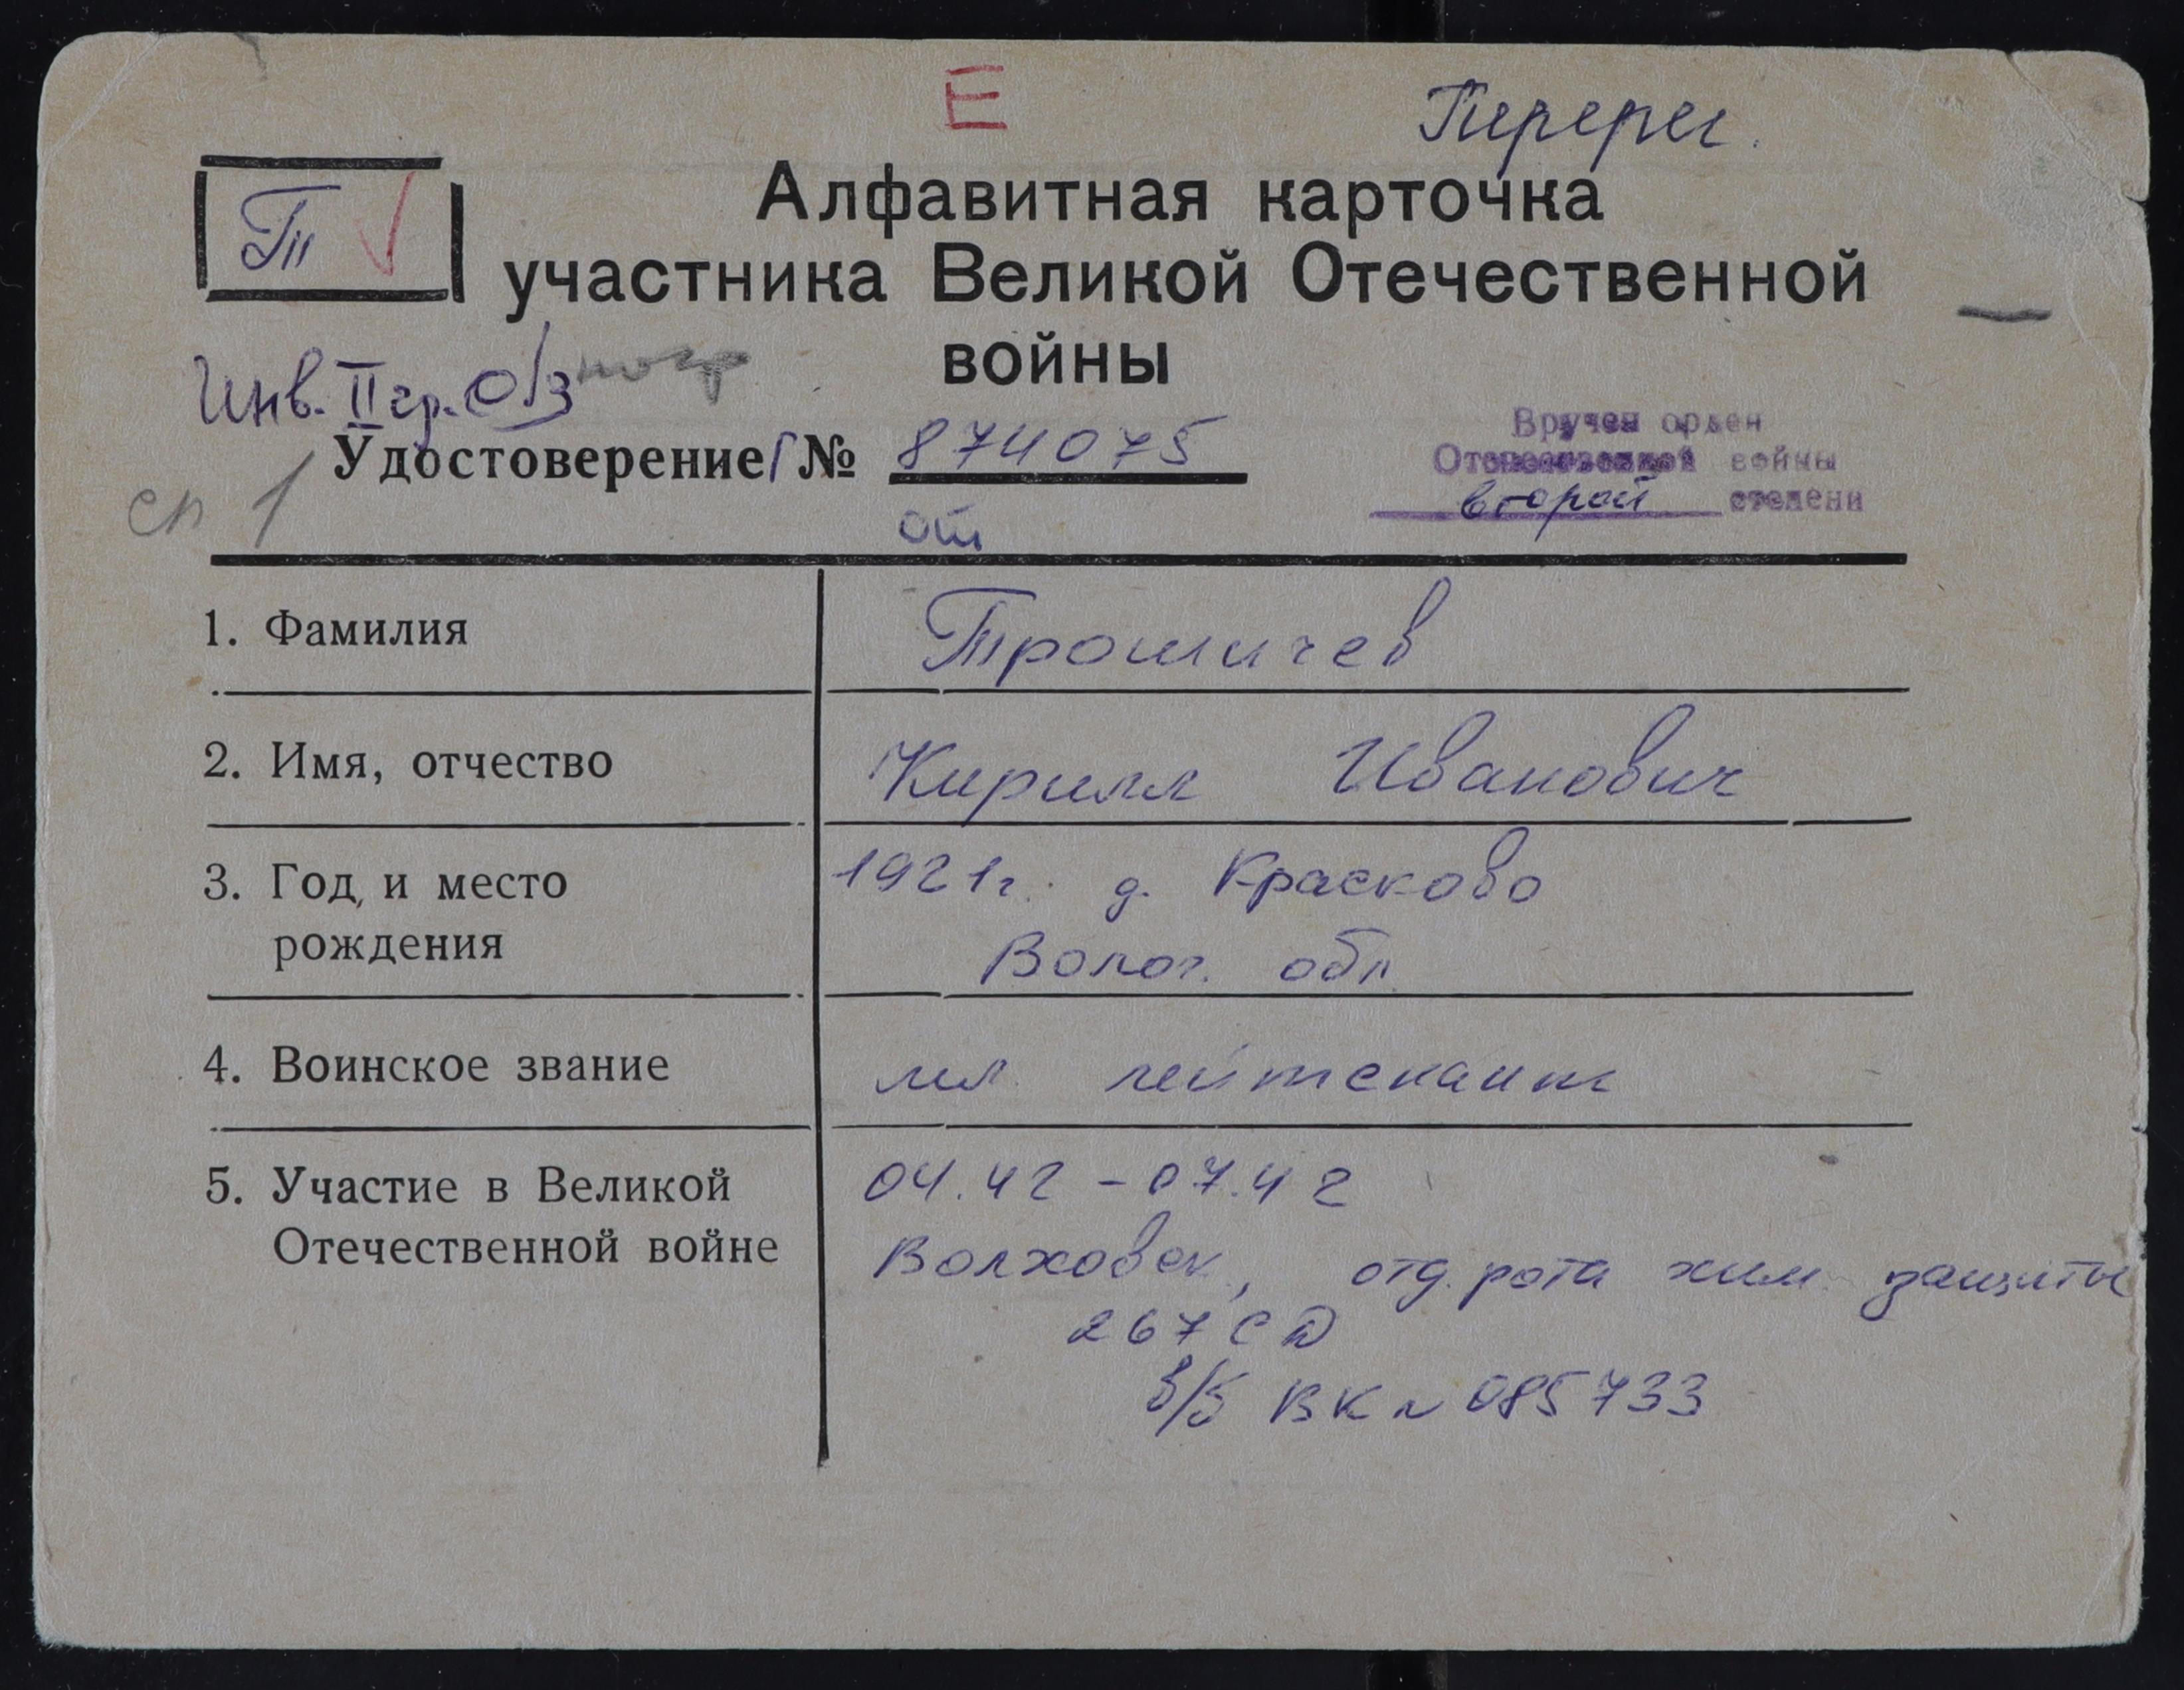 Е
Перерег.
Т
Алфавитная карточка
участника Великой Отечественной
войны
Инв. II гр. О/З
Удостоверение Г № 874075
Вручен орден
Отечественной войны
второй степени
сп 1
от
1. Фамилия Трошичев
2. Имя, отчество Кирилл Иванович
3. Год и место 1921г. д. Красково
рождения Волог. обл.
4. Воинское звание мл. лейтенант
5. Участие в Великой 04.42 - 07.42
Отечественной войне Волховск, отд. рота хим. защиты
267 СД
в/б ВК № 085733